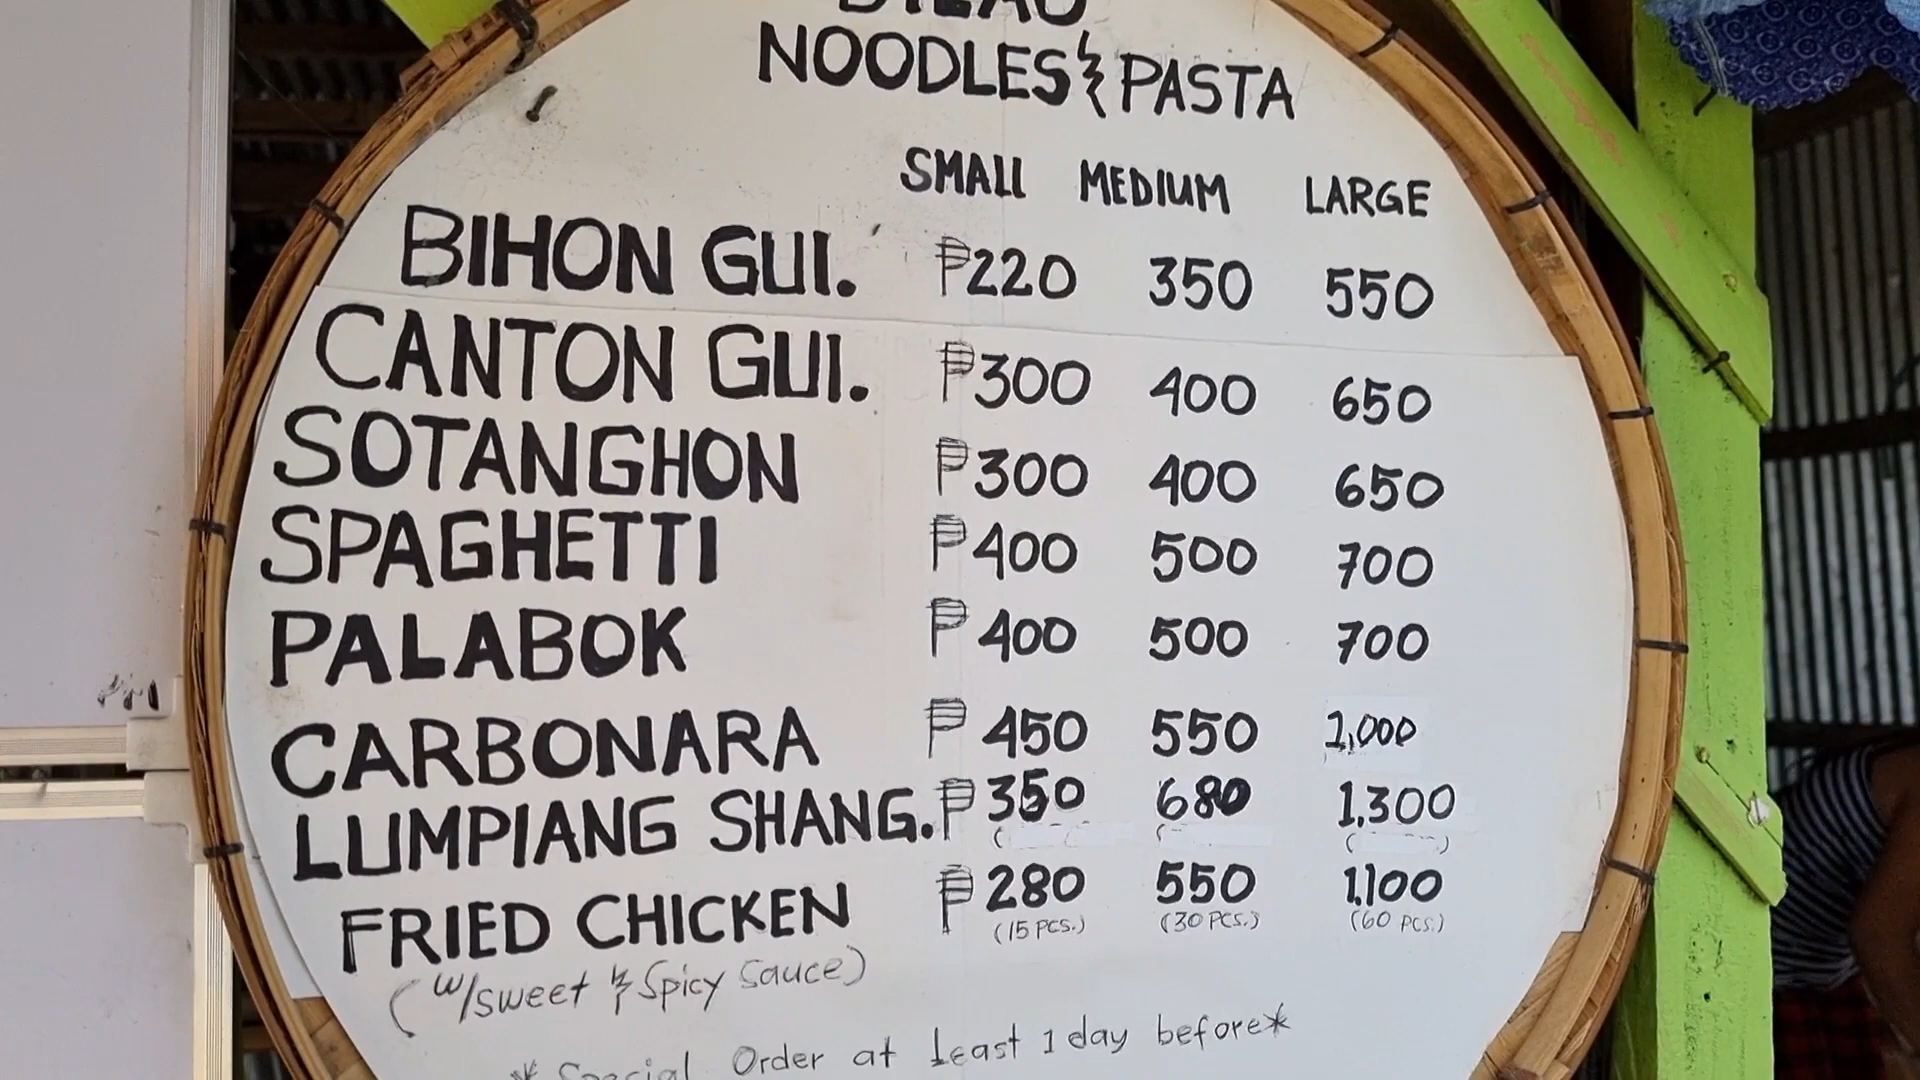 BILAO
NOODLES & PASTA
SMALL MEDIUM LARGE
BIHON GUI. ₱220 350 550
CANTON GUI. ₱300 400 650
SOTANGHON ₱300 400 650
SPAGHETTI ₱400 500 700
PALABOK ₱400 500 700
CARBONARA ₱450 550 1,000
LUMPIANG SHANG. ₱350 680 1,300
FRIED CHICKEN ₱280 550 1,100
(15 PCS.) (30 PCS.) (60 PCS.)
(w/sweet & Spicy Sauce)
* Special Order at least 1 day before*